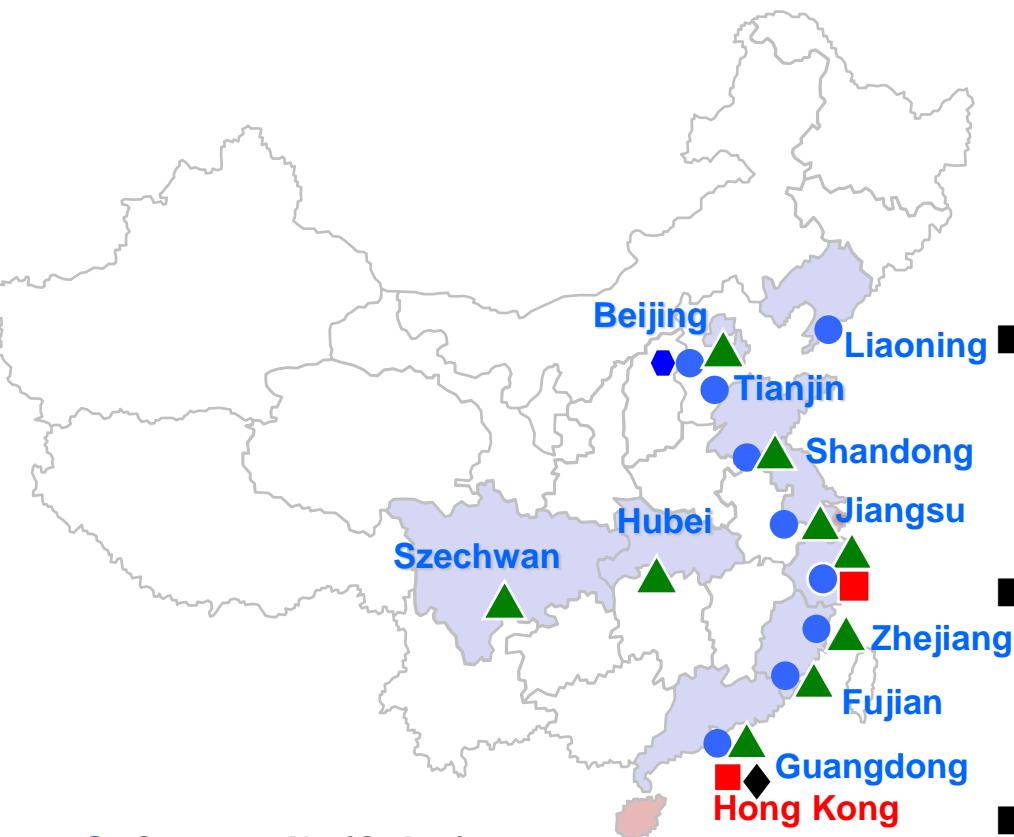 Beijing
Liaoning
Tianjin
Shandong
Jiangsu
Hubei
Szechwan
Zhejiang
Fujian
Guangdong
Hong Kong